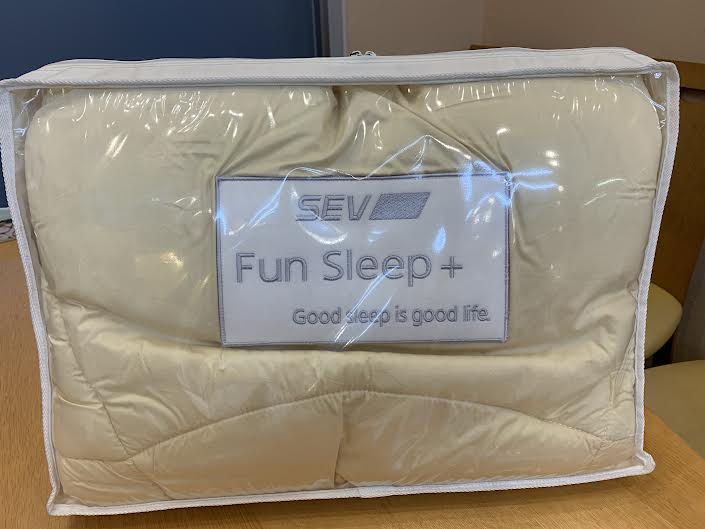 SEV
Fun Sleep +
Good sleep is good life.